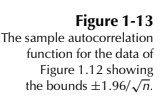 Figure 1-13
The sample autocorrelation
function for the data of
Figure 1.12 showing
the bounds ±1.96/√n.